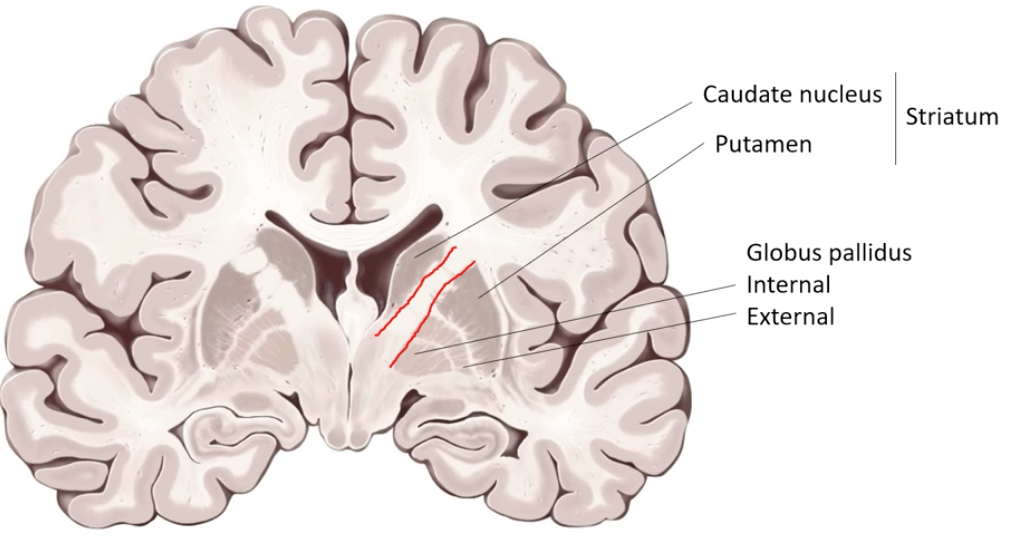 Caudate nucleus
Putamen
Striatum
Globus pallidus
Internal
External